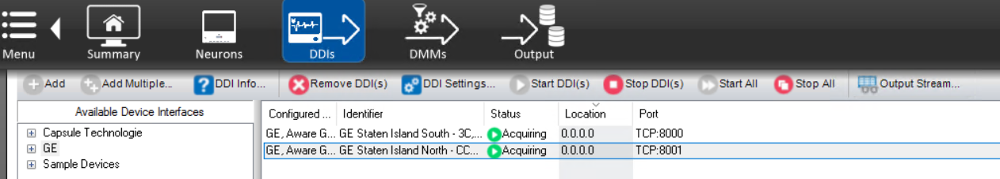 Menu Summary Neurons DDIs DMMs Output
Add Add Multiple... ? DDI Info... Remove DDI(s) DDI Settings... Start DDI(s) Stop DDI(s) Start All Stop All Output Stream...
Available Device Interfaces
Capsule Technologie
GE
Sample Devices
Configured ... Identifier Status Location Port
GE, Aware G... GE Staten Island South - 3C,... Acquiring 0.0.0.0 TCP:8000
GE, Aware G... GE Staten Island North - CC... Acquiring 0.0.0.0 TCP:8001